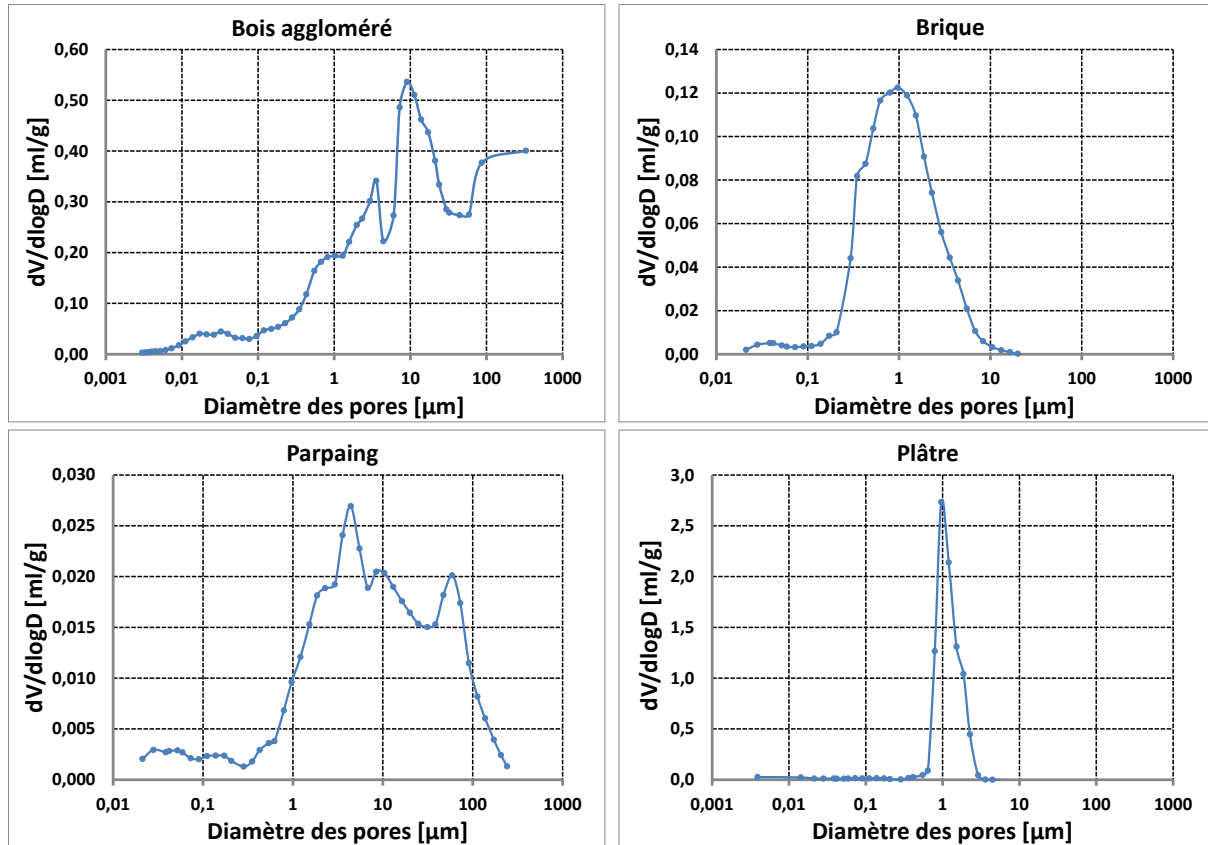 Bois aggloméré
dV/dlogD [ml/g]
0,60
0,50
0,40
0,30
0,20
0,10
0,00
0,001 0,01 0,1 1 10 100 1000
Diamètre des pores [µm]
Brique
dV/dlogD [ml/g]
0,14
0,12
0,10
0,08
0,06
0,04
0,02
0,00
0,01 0,1 1 10 100 1000
Diamètre des pores [µm]
Parpaing
dV/dlogD [ml/g]
0,030
0,025
0,020
0,015
0,010
0,005
0,000
0,01 0,1 1 10 100 1000
Diamètre des pores [µm]
Plâtre
dV/dlogD [ml/g]
3,0
2,5
2,0
1,5
1,0
0,5
0,0
0,001 0,01 0,1 1 10 100 1000
Diamètre des pores [µm]